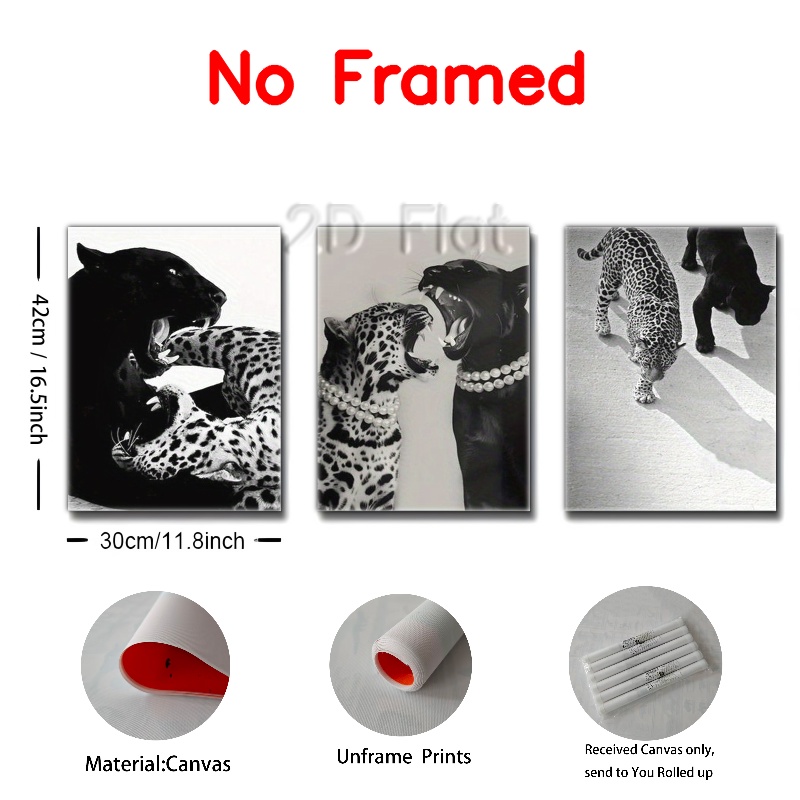 No Framed
2D Flat
42cm / 16.5inch
30cm/11.8inch
Material:Canvas
Unframe Prints
Received Canvas only,
send to You Rolled up